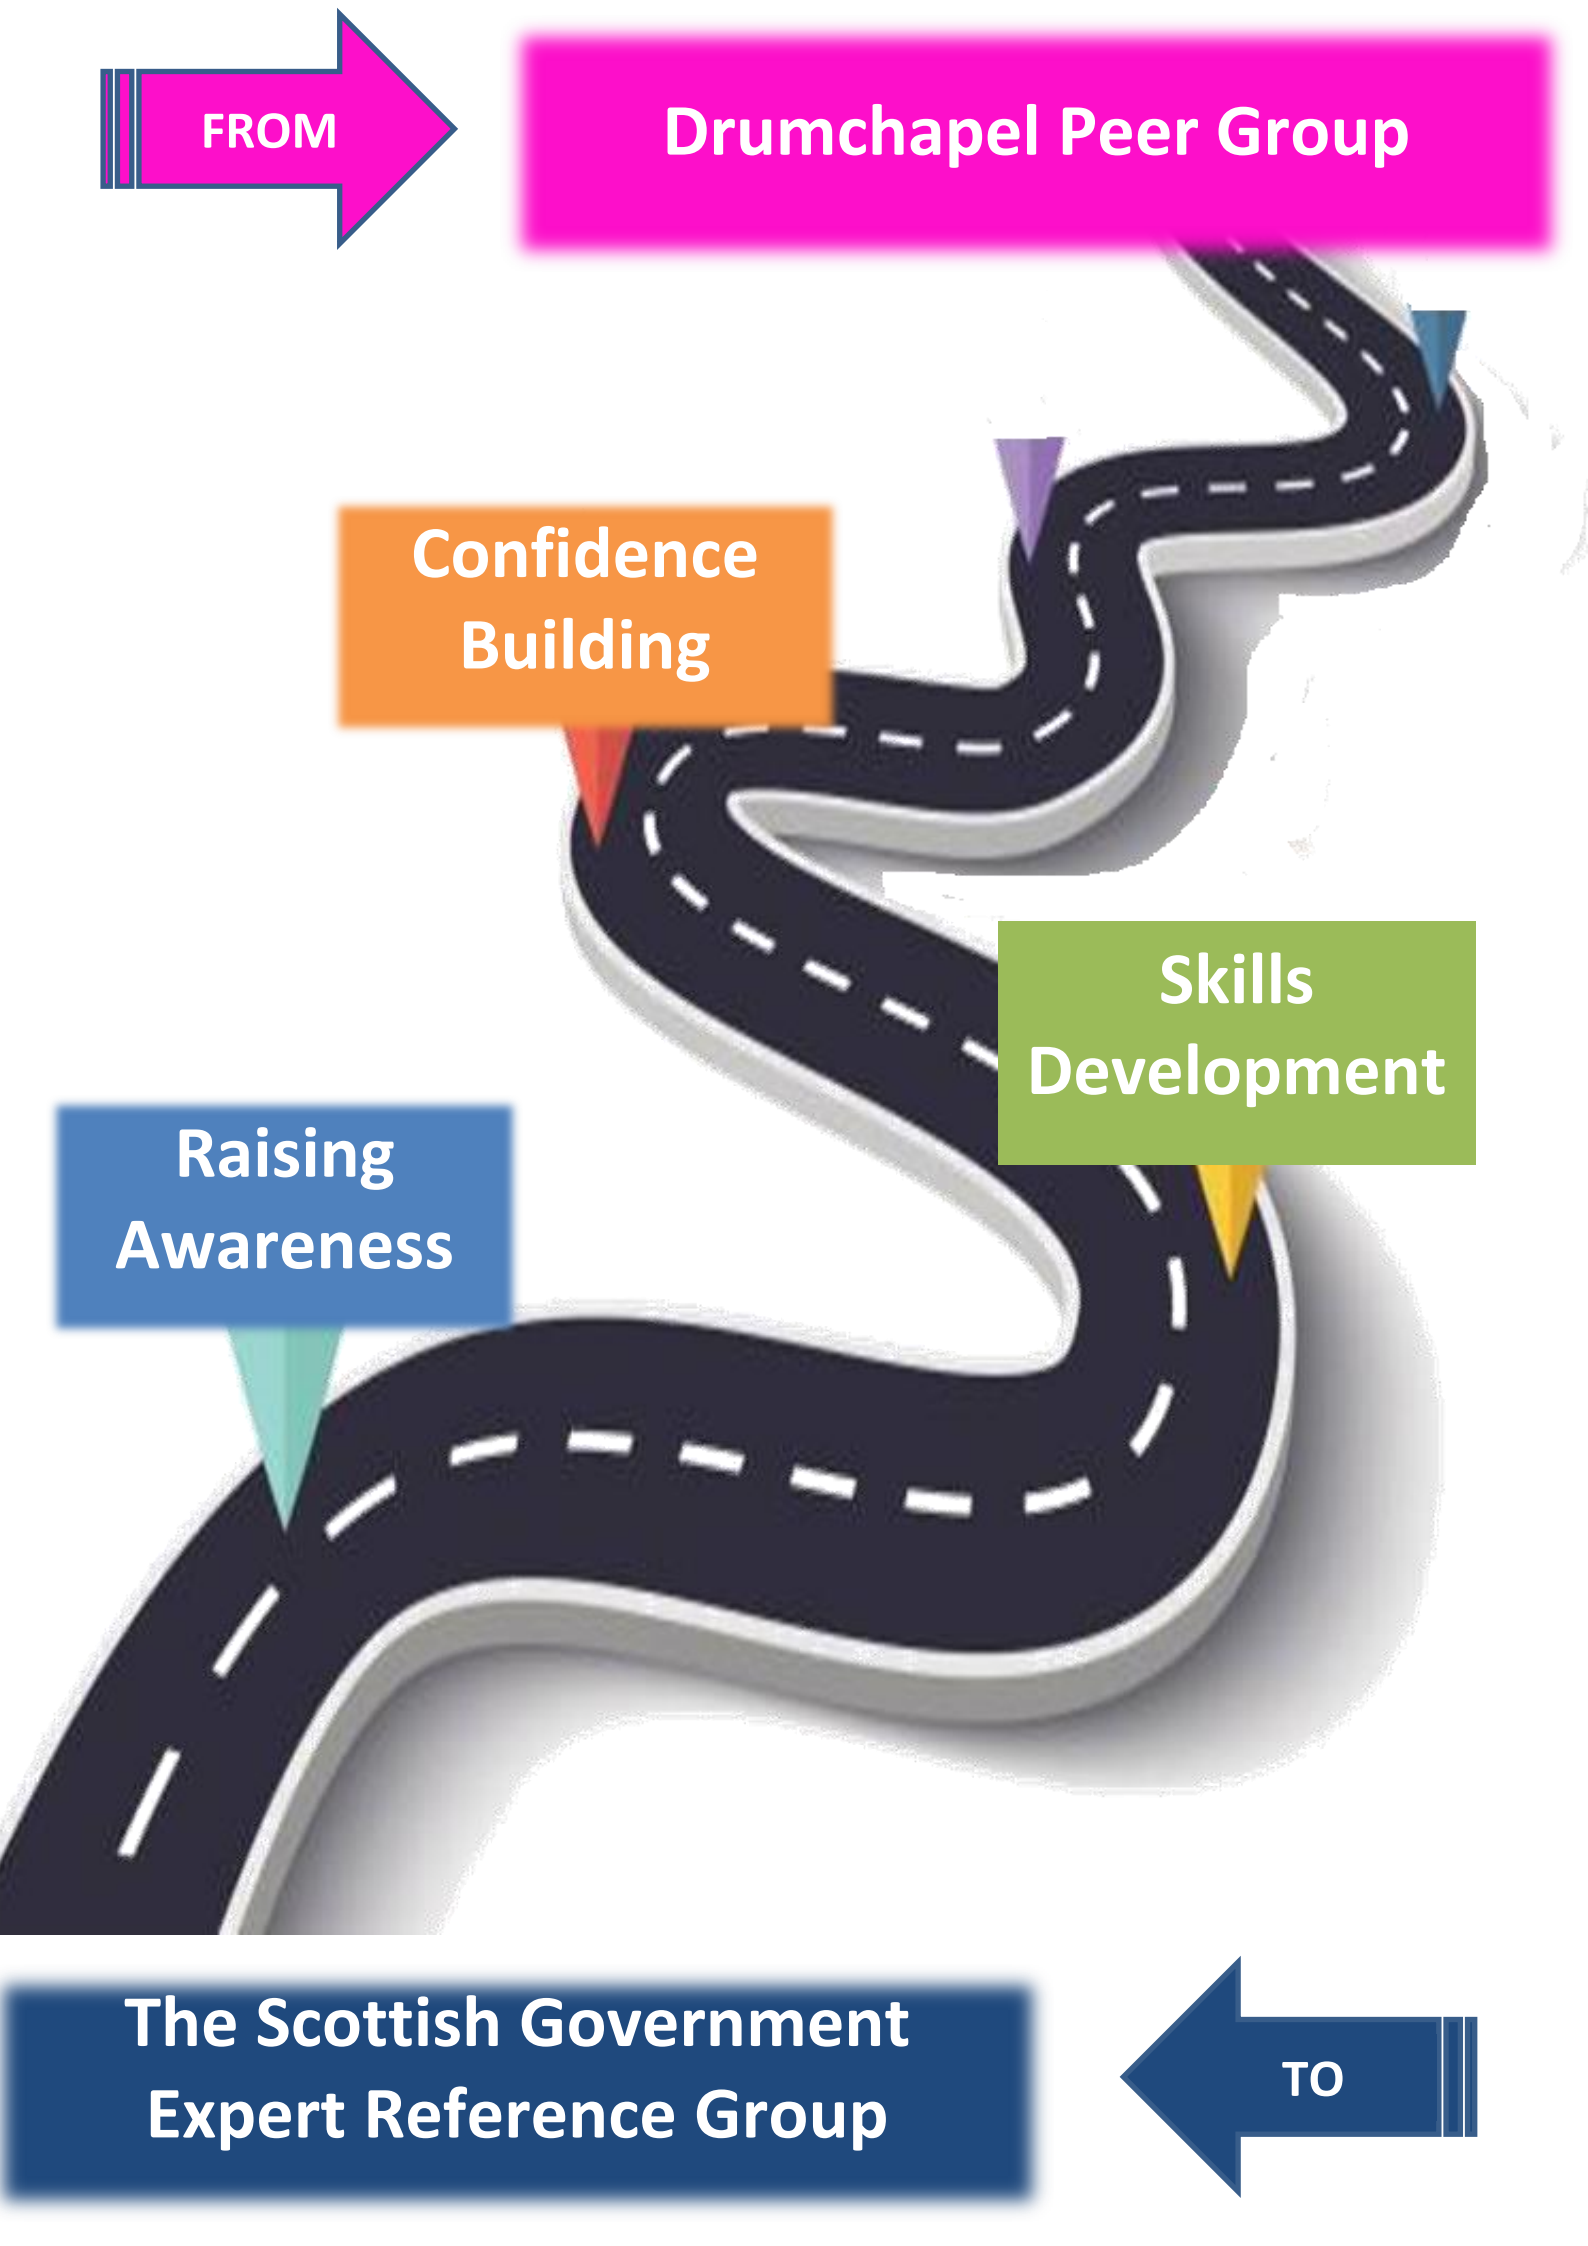 FROM
Drumchapel Peer Group
Confidence
Building
Skills
Development
Raising
Awareness
The Scottish Government
Expert Reference Group
TO